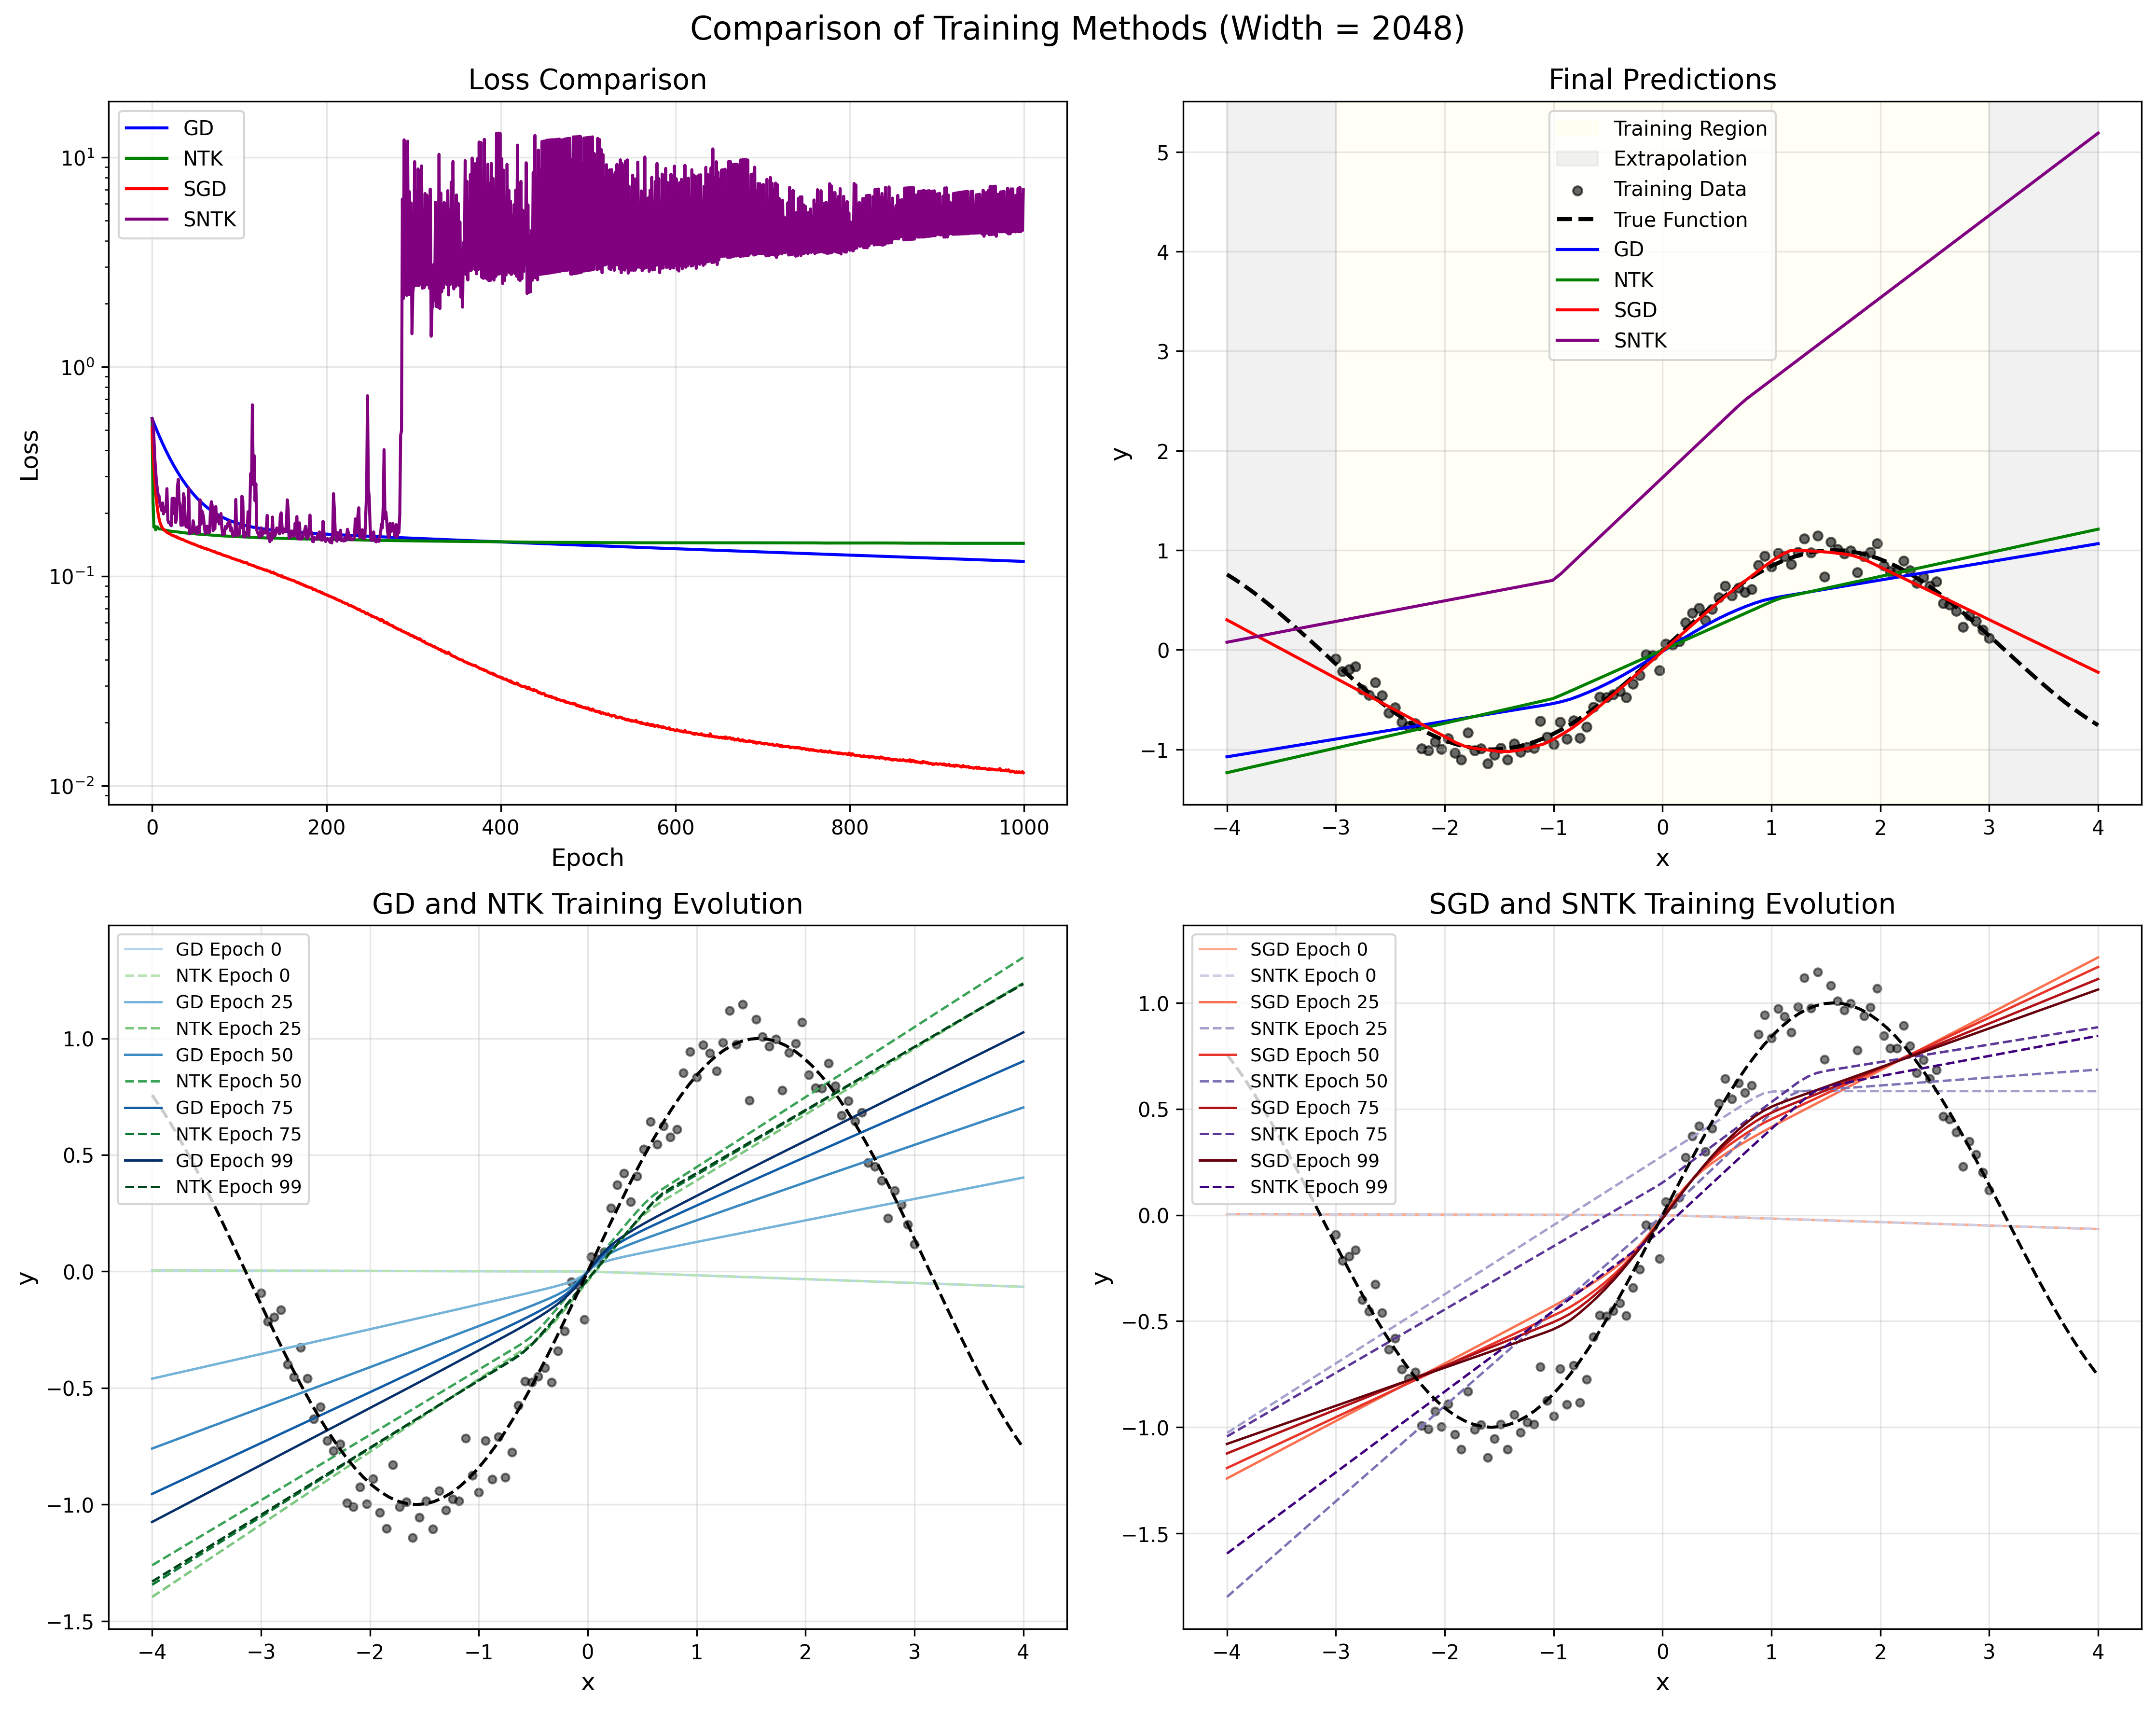 Comparison of Training Methods (Width = 2048)
Loss Comparison
GD
NTK
SGD
SNTK
10¹
10⁰
10⁻¹
10⁻²
Loss
0 200 400 600 800 1000
Epoch
Final Predictions
Training Region
Extrapolation
Training Data
True Function
GD
NTK
SGD
SNTK
5
4
3
2
1
0
−1
y
−4 −3 −2 −1 0 1 2 3 4
x
GD and NTK Training Evolution
GD Epoch 0
NTK Epoch 0
GD Epoch 25
NTK Epoch 25
GD Epoch 50
NTK Epoch 50
GD Epoch 75
NTK Epoch 75
GD Epoch 99
NTK Epoch 99
1.0
0.5
0.0
−0.5
−1.0
−1.5
y
−4 −3 −2 −1 0 1 2 3 4
x
SGD and SNTK Training Evolution
SGD Epoch 0
SNTK Epoch 0
SGD Epoch 25
SNTK Epoch 25
SGD Epoch 50
SNTK Epoch 50
SGD Epoch 75
SNTK Epoch 75
SGD Epoch 99
SNTK Epoch 99
1.0
0.5
0.0
−0.5
−1.0
−1.5
y
−4 −3 −2 −1 0 1 2 3 4
x